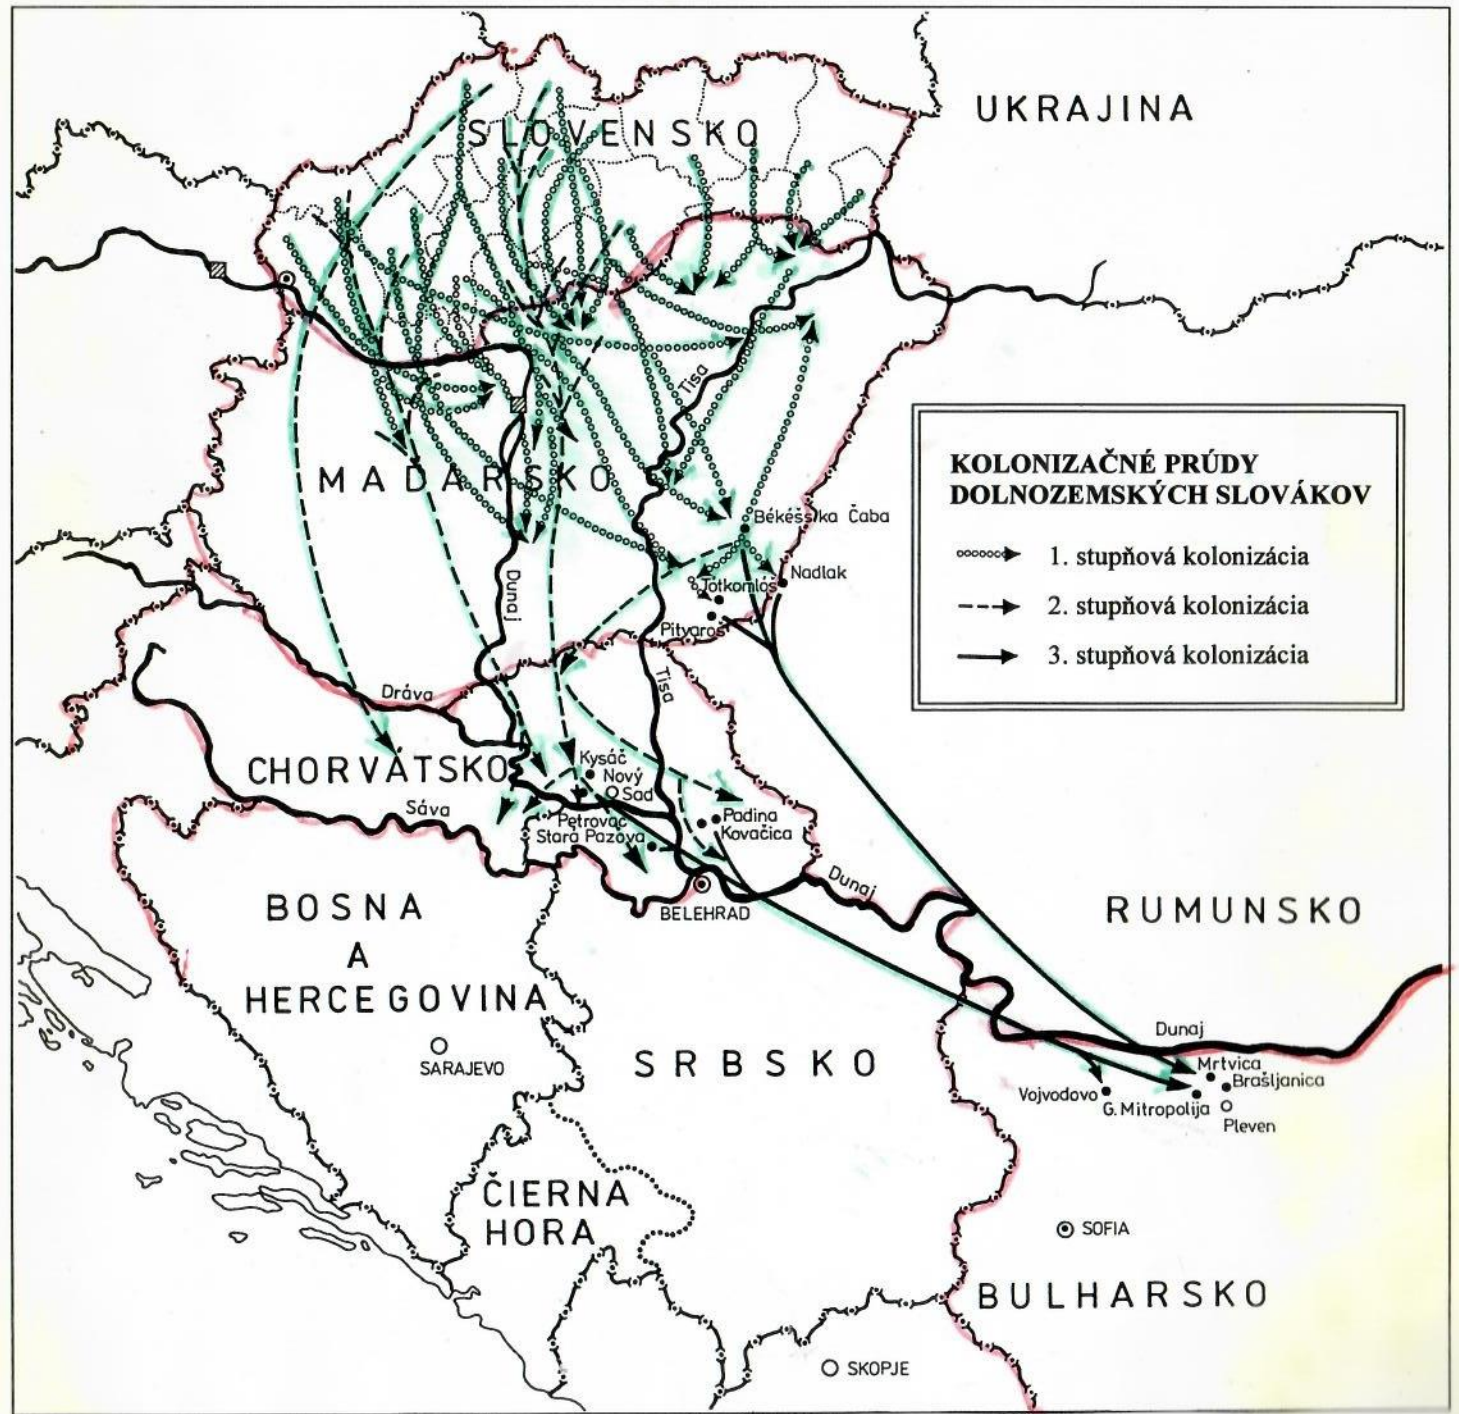 UKRAJINA
SLOVENSKO
Tisa
KOLONIZAČNÉ PRÚDY
DOLNOZEMSKÝCH SLOVÁKOV
1. stupňová kolonizácia
2. stupňová kolonizácia
3. stupňová kolonizácia
MAĎARSKO
Békéšska Čaba
Nadlak
Tótkomlóš
Pitvaroš
Dunaj
Tisa
Dráva
CHORVÁTSKO
Kysáč
Nový
Sad
Petrovac
Stará Pazova
Padina
Kovačica
Sáva
Dunaj
BELEHRAD
RUMUNSKO
BOSNA
A
HERCEGOVINA
SARAJEVO
SRBSKO
Dunaj
Mrtvica
Brašljanica
Vojvodovo
G. Mitropolija
Pleven
ČIERNA
HORA
SOFIA
BULHARSKO
SKOPJE